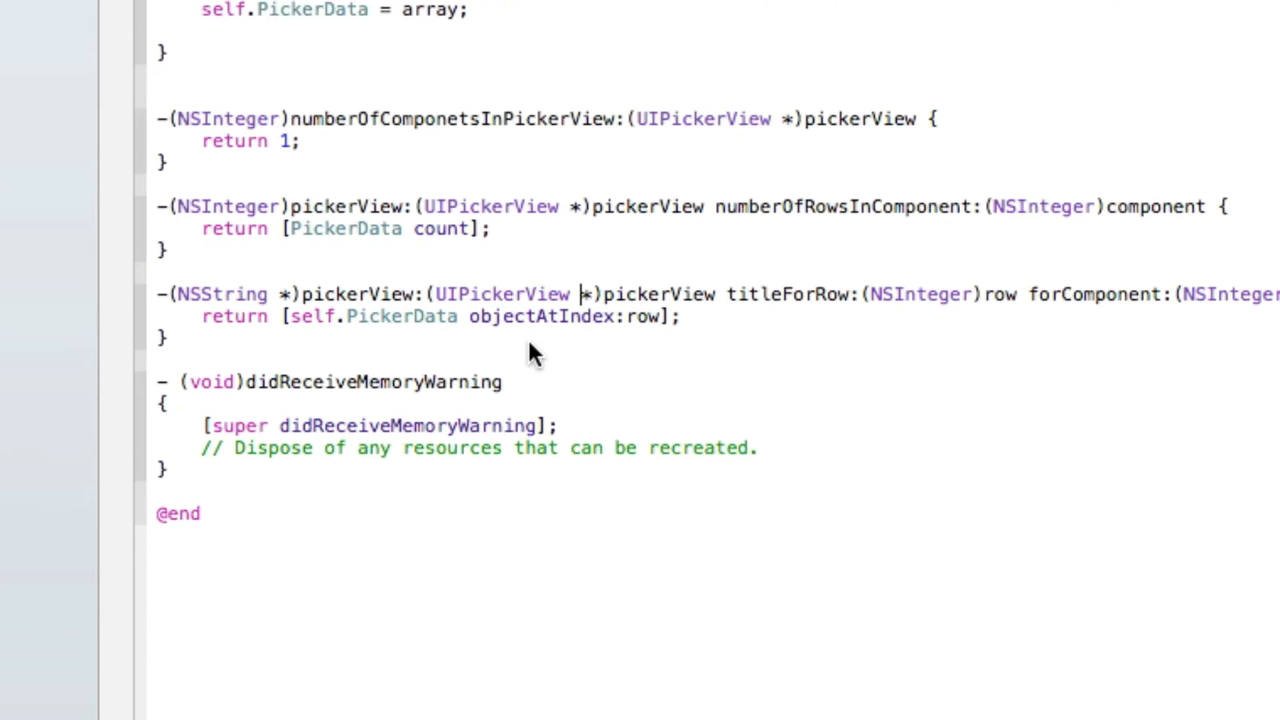 self.PickerData = array;
}
-(NSInteger)numberOfComponetsInPickerView:(UIPickerView *)pickerView {
return 1;
}
-(NSInteger)pickerView:(UIPickerView *)pickerView numberOfRowsInComponent:(NSInteger)component {
return [PickerData count];
}
-(NSString *)pickerView:(UIPickerView *)pickerView titleForRow:(NSInteger)row forComponent:(NSInteger
return [self.PickerData objectAtIndex:row];
}
- (void)didReceiveMemoryWarning
{
[super didReceiveMemoryWarning];
// Dispose of any resources that can be recreated.
}
@end